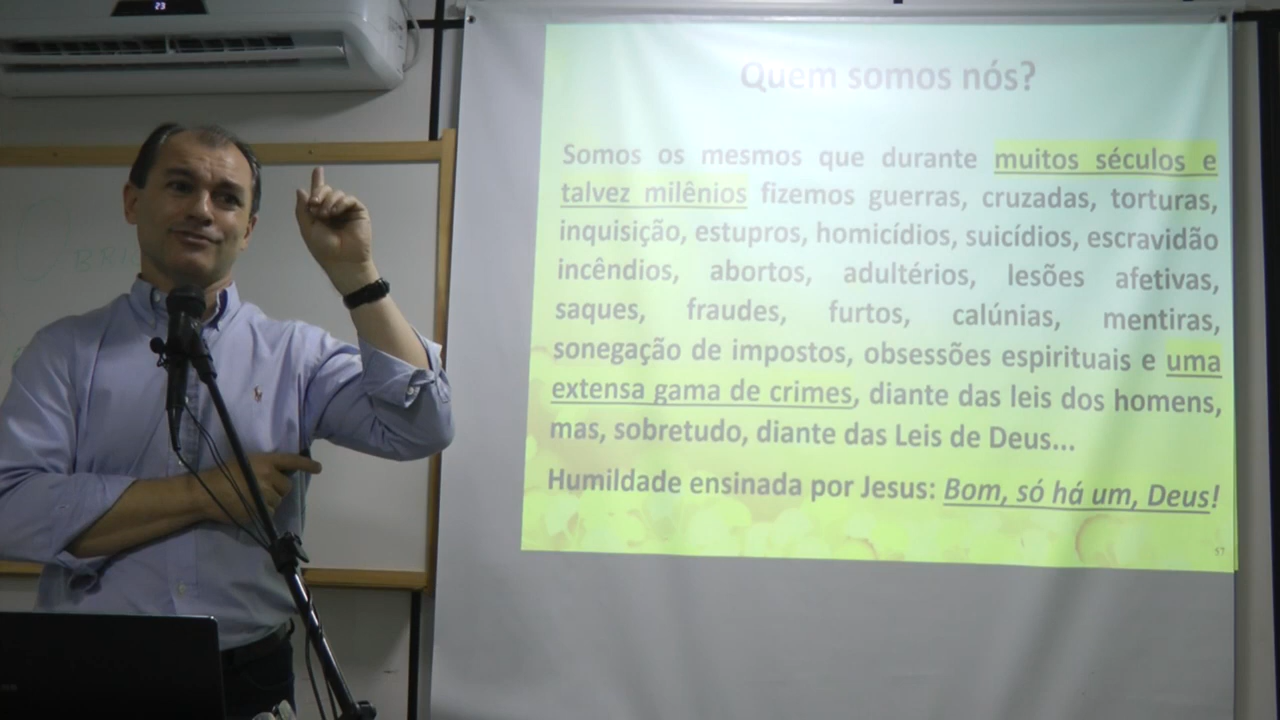 23
Quem somos nós?
Somos os mesmos que durante muitos séculos e
talvez milênios fizemos guerras, cruzadas, torturas,
inquisição, estupros, homicídios, suicídios, escravidão
incêndios, abortos, adultérios, lesões afetivas,
saques, fraudes, furtos, calúnias, mentiras,
sonegação de impostos, obsessões espirituais e uma
extensa gama de crimes, diante das leis dos homens,
mas, sobretudo, diante das Leis de Deus...
Humildade ensinada por Jesus: Bom, só há um, Deus!
57